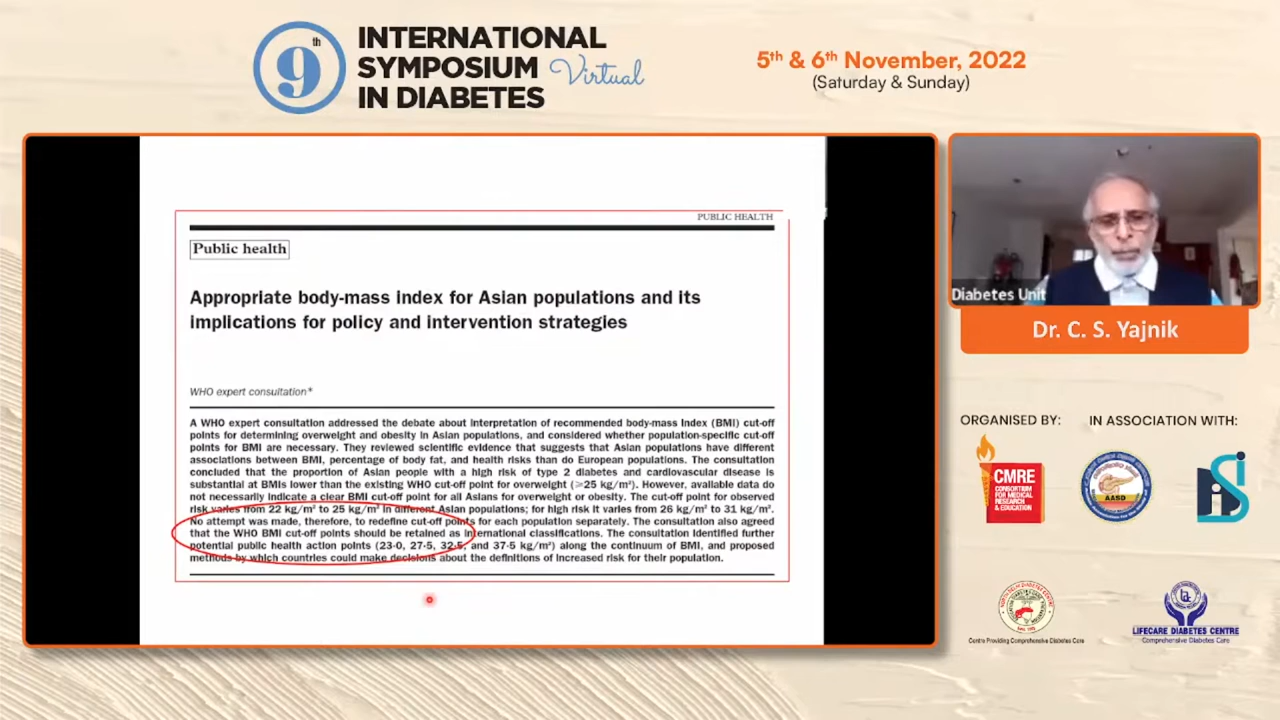 9th
INTERNATIONAL
SYMPOSIUM Virtual
IN DIABETES
5th & 6th November, 2022
(Saturday & Sunday)
PUBLIC HEALTH
Public health
Appropriate body-mass index for Asian populations and its
implications for policy and intervention strategies
WHO expert consultation*
A WHO expert consultation addressed the debate about interpretation of recommended body-mass index (BMI) cut-off
points for determining overweight and obesity in Asian populations, and considered whether population-specific cut-off
points for BMI are necessary. They reviewed scientific evidence that suggests that Asian populations have different
associations between BMI, percentage of body fat, and health risks than do European populations. The consultation
concluded that the proportion of Asian people with a high risk of type 2 diabetes and cardiovascular disease is
substantial at BMIs lower than the existing WHO cut-off point for overweight (≥25 kg/m²). However, available data do
not necessarily indicate a clear BMI cut-off point for all Asians for overweight or obesity. The cut-off point for observed
risk varies from 22 kg/m² to 25 kg/m² in different Asian populations; for high risk it varies from 26 kg/m² to 31 kg/m².
No attempt was made, therefore, to redefine cut-off points for each population separately. The consultation also agreed
that the WHO BMI cut-off points should be retained as international classifications. The consultation identified further
potential public health action points (23·0, 27·5, 32·5, and 37·5 kg/m²) along the continuum of BMI, and proposed
methods by which countries could make decisions about the definitions of increased risk for their population.
Diabetes Unit
Dr. C. S. Yajnik
ORGANISED BY:
IN ASSOCIATION WITH:
CMRE
CONSORTIUM
FOR MEDICAL
RESEARCH
& EDUCATION
AASD
Centre Providing Comprehensive Diabetes Care
LIFECARE DIABETES CENTRE
Comprehensive Diabetes Care